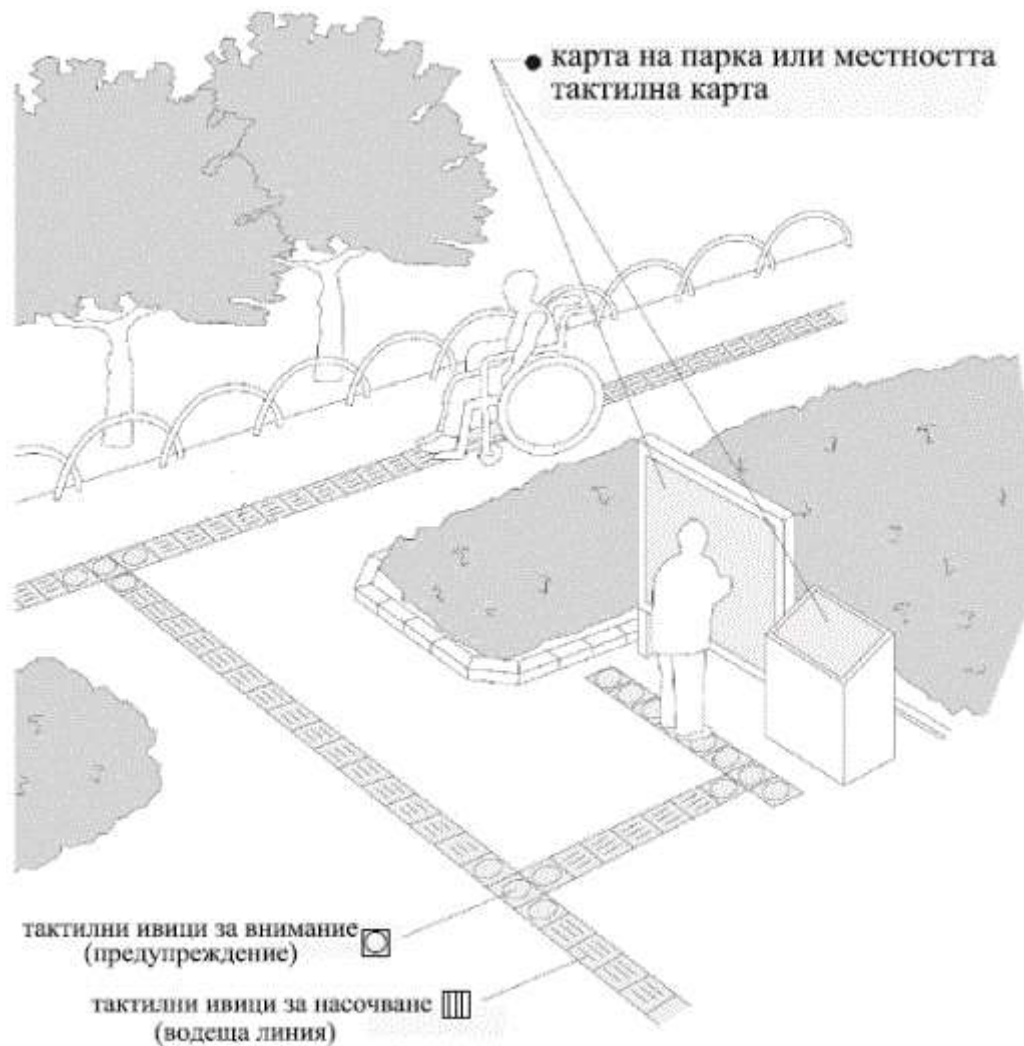 карта на парка или местността
тактилна карта
тактилни ивици за внимание
(предупреждение)
тактилни ивици за насочване
(водеща линия)